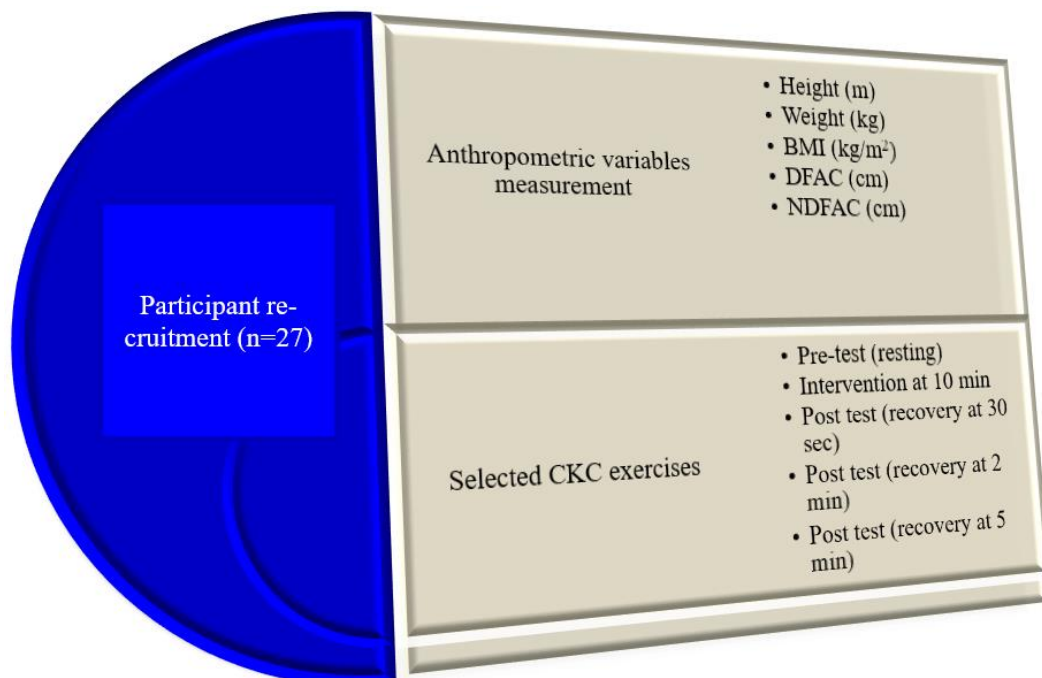 Participant re-
cruitment (n=27)
Anthropometric variables
measurement
• Height (m)
• Weight (kg)
• BMI (kg/m²)
• DFAC (cm)
• NDFAC (cm)
Selected CKC exercises
• Pre-test (resting)
• Intervention at 10 min
• Post test (recovery at 30
sec)
• Post test (recovery at 2
min)
• Post test (recovery at 5
min)